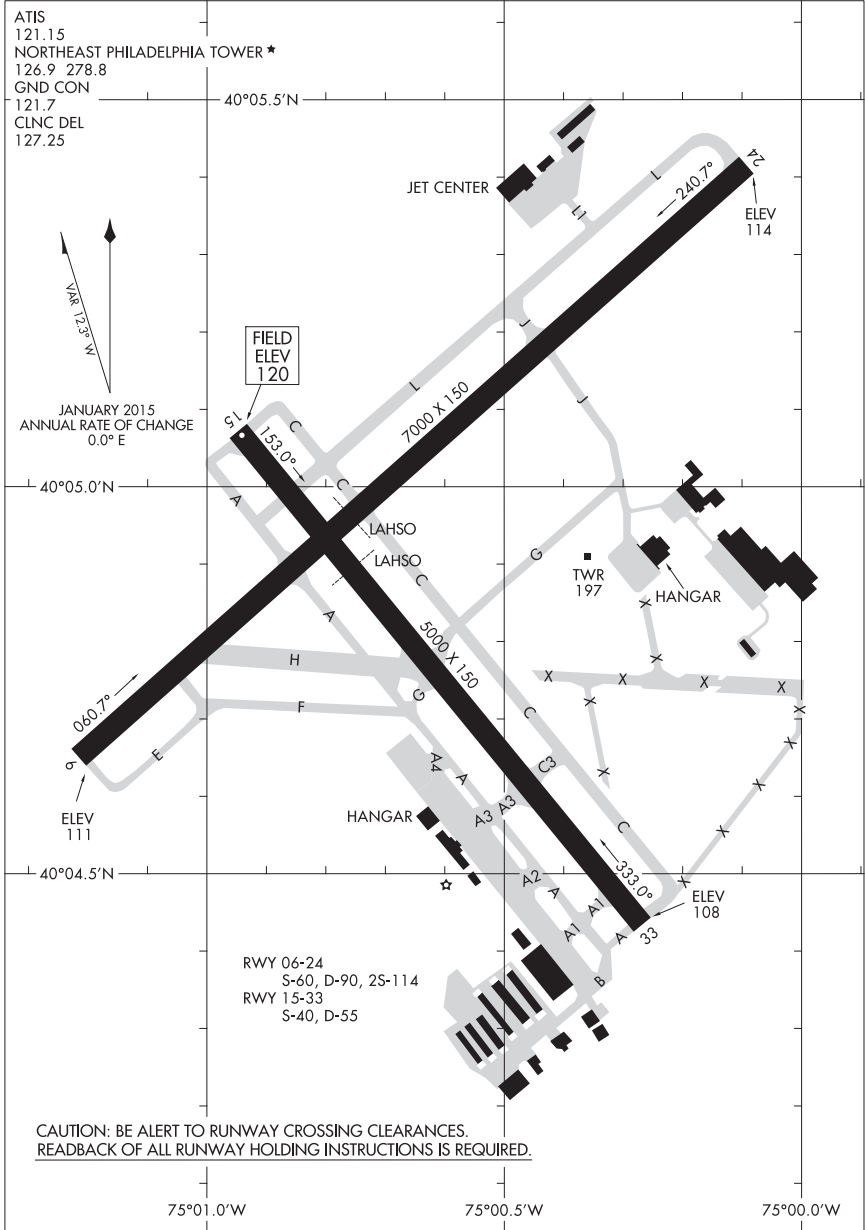 ATIS
121.15
NORTHEAST PHILADELPHIA TOWER ★
126.9 278.8
GND CON
121.7
CLNC DEL
127.25
40°05.5'N
JET CENTER
L
24
240.7°
L1
ELEV
114
VAR 12.3° W
J
FIELD
ELEV
120
JANUARY 2015
ANNUAL RATE OF CHANGE
0.0° E
L
7000 X 150
J
15
C
153.0°
40°05.0'N
C
A
LAHSO
LAHSO
G
TWR
197
HANGAR
C
A
X
5000 X 150
H
X
X
X
X
X
G
X
C
X
060.7°
F
X
E
A4
C3
X
X
6
A
A3
A3
ELEV
111
HANGAR
C
X
40°04.5'N
A2
333.0°
X
A
ELEV
108
A1
A1
A
33
RWY 06-24
S-60, D-90, 2S-114
RWY 15-33
S-40, D-55
B
CAUTION: BE ALERT TO RUNWAY CROSSING CLEARANCES.
READBACK OF ALL RUNWAY HOLDING INSTRUCTIONS IS REQUIRED.
75°01.0'W
75°00.5'W
75°00.0'W